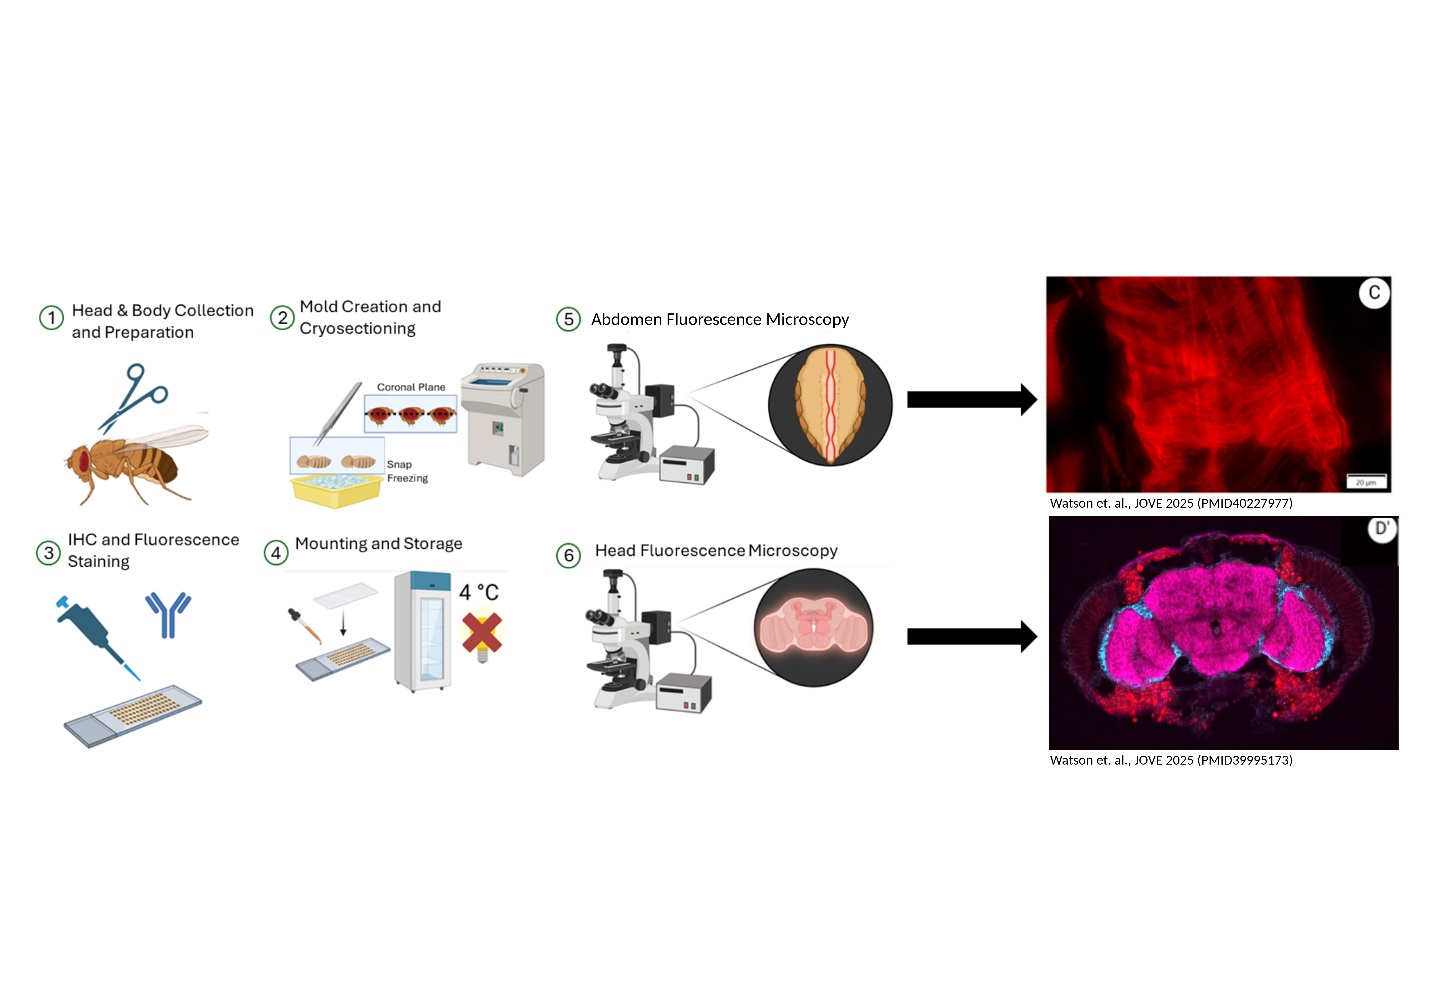 1 Head & Body Collection
and Preparation
2 Mold Creation and
Cryosectioning
Coronal Plane
Snap
Freezing
3 IHC and Fluorescence
Staining
4 Mounting and Storage
4 °C
5 Abdomen Fluorescence Microscopy
C
20 µm
Watson et. al., JOVE 2025 (PMID40227977)
6 Head Fluorescence Microscopy
D'
Watson et. al., JOVE 2025 (PMID39995173)